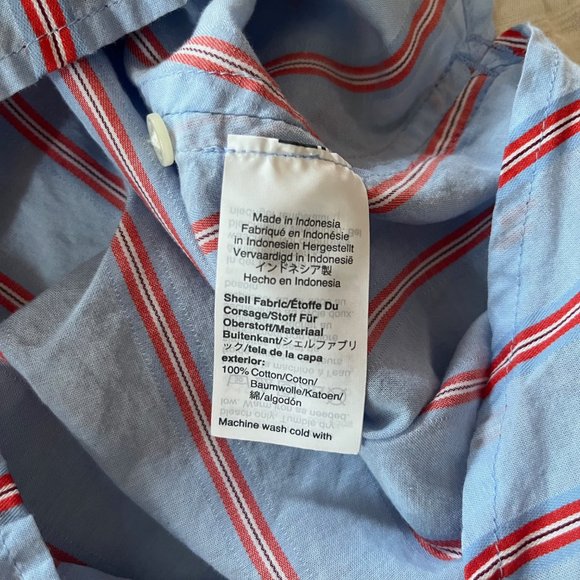 Made in Indonesia
Fabriqué en Indonésie
in Indonesien Hergestellt
Vervaardigd in Indonesië
インドネシア製
Hecho en Indonesia
Shell Fabric/Étoffe Du
Corsage/Stoff Für
Oberstoff/Materiaal
Buitenkant/シェルファブリ
ック/tela de la capa
exterior:
100% Cotton/Coton/
Baumwolle/Katoen/
綿/algodón
Machine wash cold with